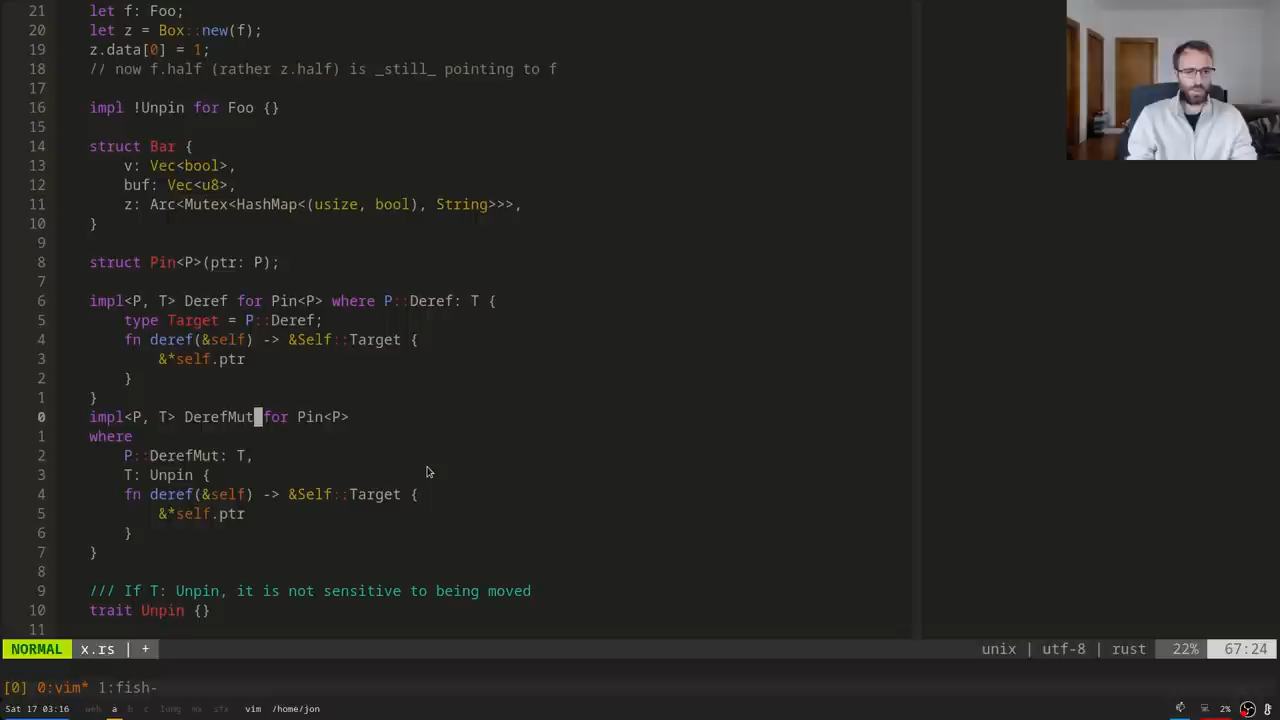 21 let f: Foo;
20 let z = Box::new(f);
19 z.data[0] = 1;
18 // now f.half (rather z.half) is _still_ pointing to f
17
16 impl !Unpin for Foo {}
15
14 struct Bar {
13 v: Vec<bool>,
12 buf: Vec<u8>,
11 z: Arc<Mutex<HashMap<(usize, bool), String>>>,
10 }
9
8 struct Pin<P>(ptr: P);
7
6 impl<P, T> Deref for Pin<P> where P::Deref: T {
5 type Target = P::Deref;
4 fn deref(&self) -> &Self::Target {
3 &*self.ptr
2 }
1 }
0 impl<P, T> DerefMut for Pin<P>
1 where
2 P::DerefMut: T,
3 T: Unpin {
4 fn deref(&self) -> &Self::Target {
5 &*self.ptr
6 }
7 }
8
9 /// If T: Unpin, it is not sensitive to being moved
10 trait Unpin {}
11
NORMAL x.rs | + unix | utf-8 | rust 22% 67:24
[0] 0:vim* 1:fish-
Sat 17 03:16 web a b c 1ump mx sfx vim /home/jon 2%